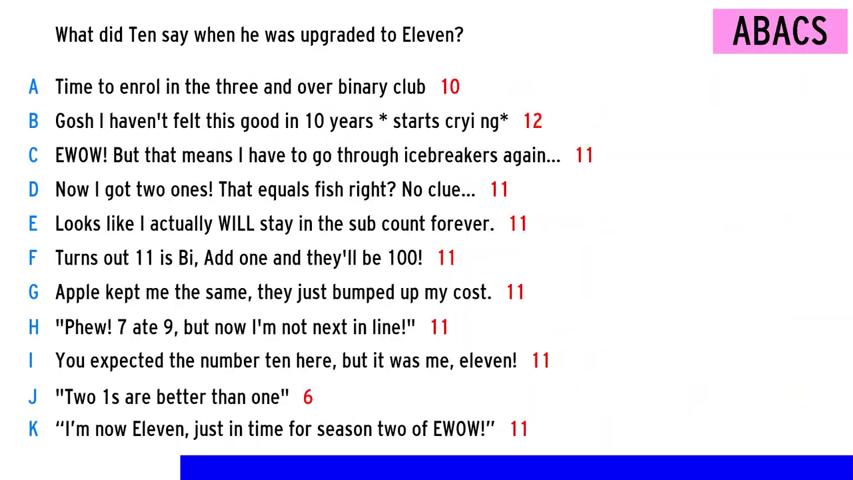 What did Ten say when he was upgraded to Eleven?
ABACS
A Time to enrol in the three and over binary club 10
B Gosh I haven't felt this good in 10 years * starts cryi ng* 12
C EWOW! But that means I have to go through icebreakers again... 11
D Now I got two ones! That equals fish right? No clue... 11
E Looks like I actually WILL stay in the sub count forever. 11
F Turns out 11 is Bi, Add one and they'll be 100! 11
G Apple kept me the same, they just bumped up my cost. 11
H "Phew! 7 ate 9, but now I'm not next in line!" 11
I You expected the number ten here, but it was me, eleven! 11
J "Two 1s are better than one" 6
K “I’m now Eleven, just in time for season two of EWOW!” 11